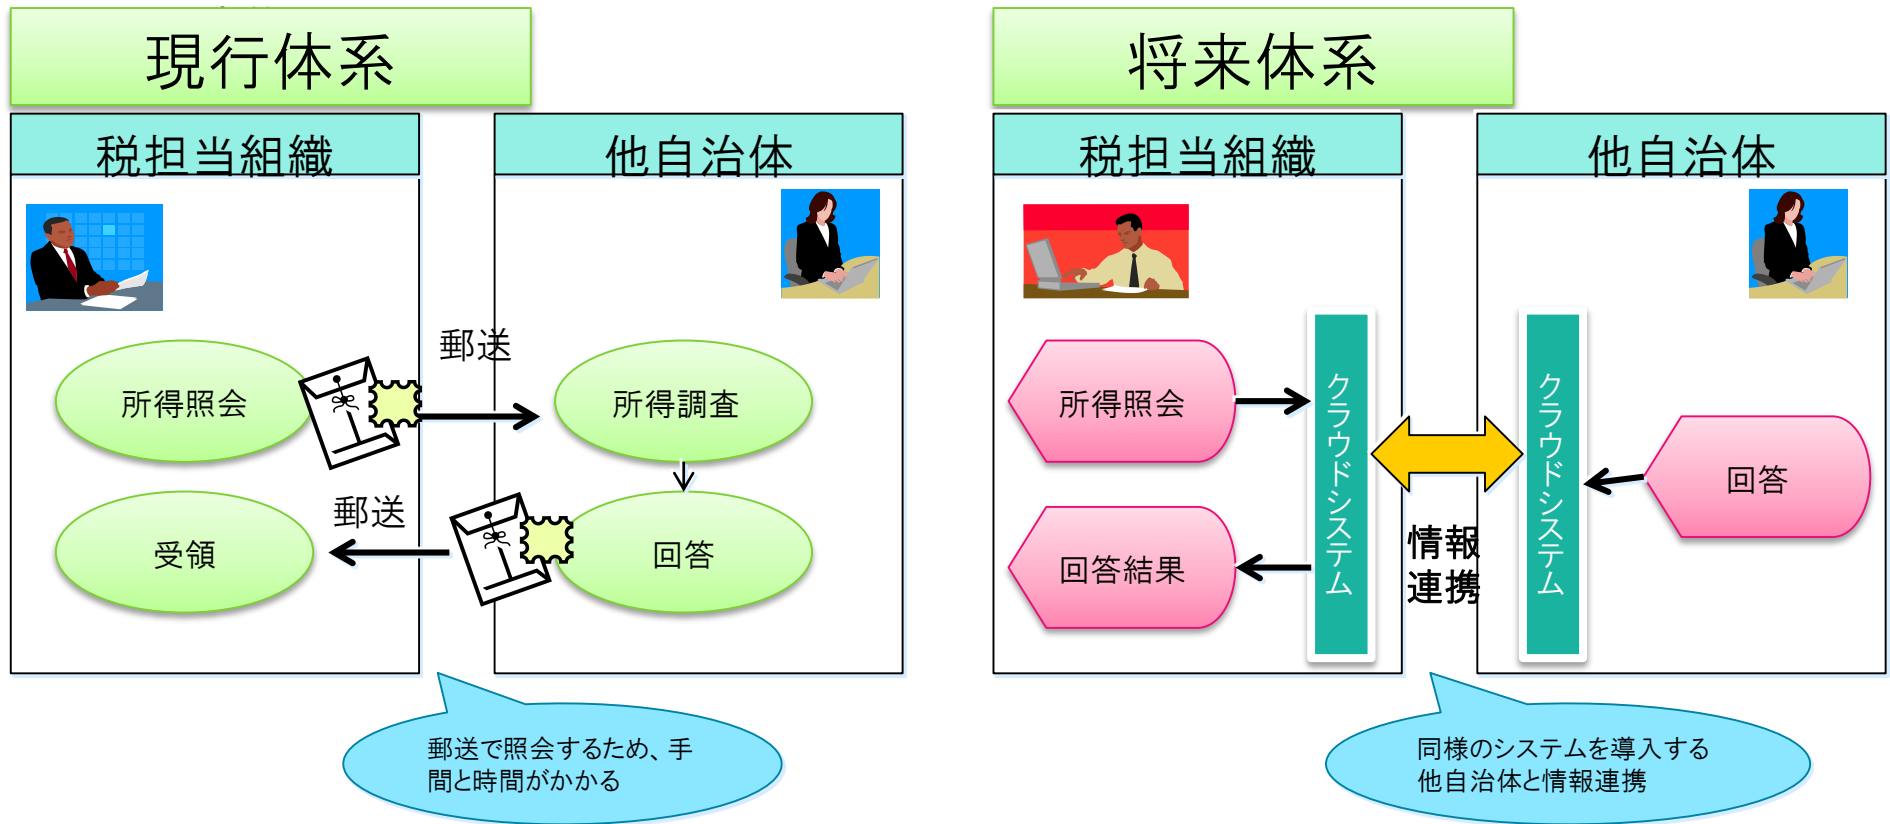 現行体系
税担当組織
他自治体
郵送
所得照会
所得調査
郵送
受領
回答
郵送で照会するため、手
間と時間がかかる
将来体系
税担当組織
他自治体
所得照会
クラウドシステム
クラウドシステム
回答
情報
連携
回答結果
同様のシステムを導入する
他自治体と情報連携